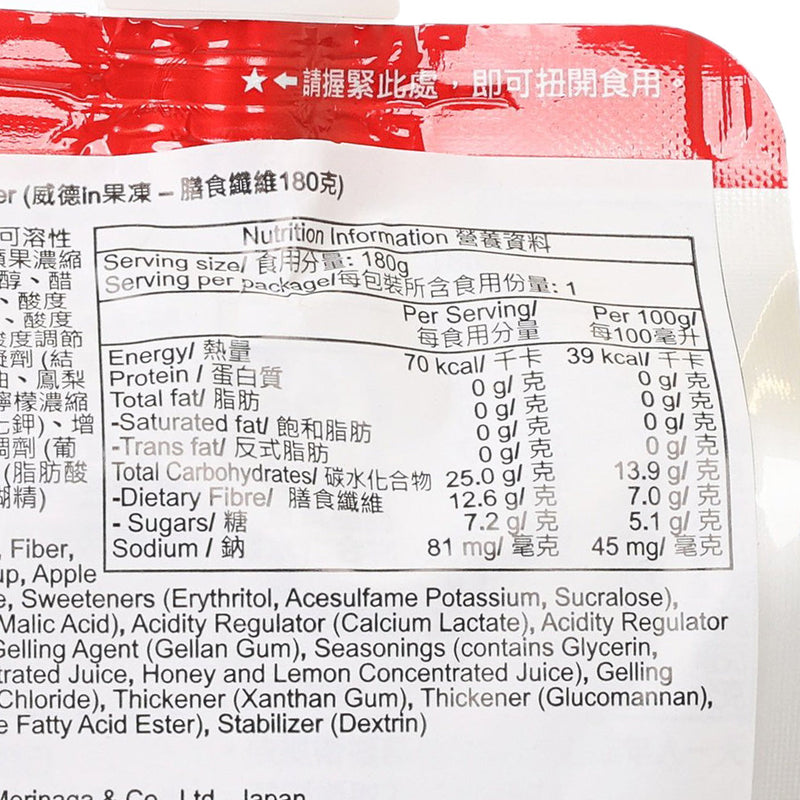 ★←請握緊此處，即可扭開食用。
er (威德in果凍 – 膳食纖維180克)
可溶性
蘋果濃縮
醇、醋
、酸度
、酸度
酸度調節
凝劑 (結
油、鳳梨
檸檬濃縮
化鉀)、增
調劑 (葡
(脂肪酸
糊精)
Nutrition Information 營養資料
Serving size/ 食用分量: 180g
Serving per package/每包裝所含食用份量: 1
Per Serving/ Per 100g/
每食用分量 每100毫升
Energy/ 熱量 70 kcal/ 千卡 39 kcal/ 千卡
Protein / 蛋白質 0 g/ 克 0 g/ 克
Total fat/ 脂肪 0 g/ 克 0 g/ 克
-Saturated fat/ 飽和脂肪 0 g/ 克 0 g/ 克
-Trans fat/ 反式脂肪 0 g/ 克 0 g/ 克
Total Carbohydrates/ 碳水化合物 25.0 g/ 克 13.9 g/ 克
-Dietary Fibre/ 膳食纖維 12.6 g/ 克 7.0 g/ 克
- Sugars/ 糖 7.2 g/ 克 5.1 g/ 克
Sodium / 鈉 81 mg/ 毫克 45 mg/ 毫克
, Fiber,
up, Apple
e, Sweeteners (Erythritol, Acesulfame Potassium, Sucralose),
Malic Acid), Acidity Regulator (Calcium Lactate), Acidity Regulator
Gelling Agent (Gellan Gum), Seasonings (contains Glycerin,
trated Juice, Honey and Lemon Concentrated Juice), Gelling
Chloride), Thickener (Xanthan Gum), Thickener (Glucomannan),
e Fatty Acid Ester), Stabilizer (Dextrin)
Morinaga & Co., Ltd., Japan